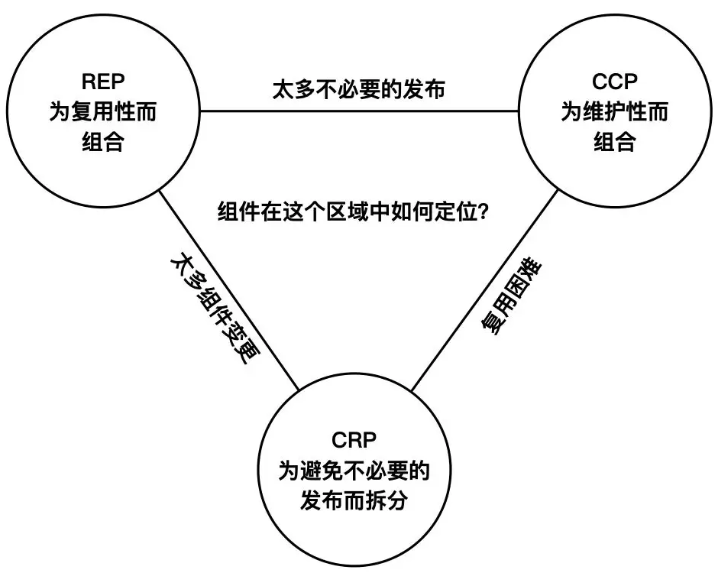 REP
为复用性而
组合
太多不必要的发布
CCP
为维护性而
组合
组件在这个区域中如何定位?
太多组件变更
复用困难
CRP
为避免不必要的
发布而拆分